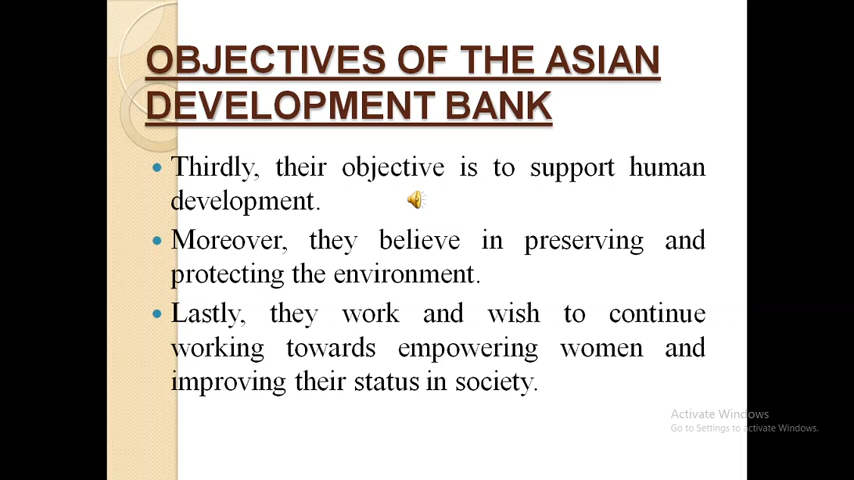 OBJECTIVES OF THE ASIAN
DEVELOPMENT BANK
Thirdly, their objective is to support human
development.
Moreover, they believe in preserving and
protecting the environment.
Lastly, they work and wish to continue
working towards empowering women and
improving their status in society.
Activate Windows
Go to Settings to activate Windows.